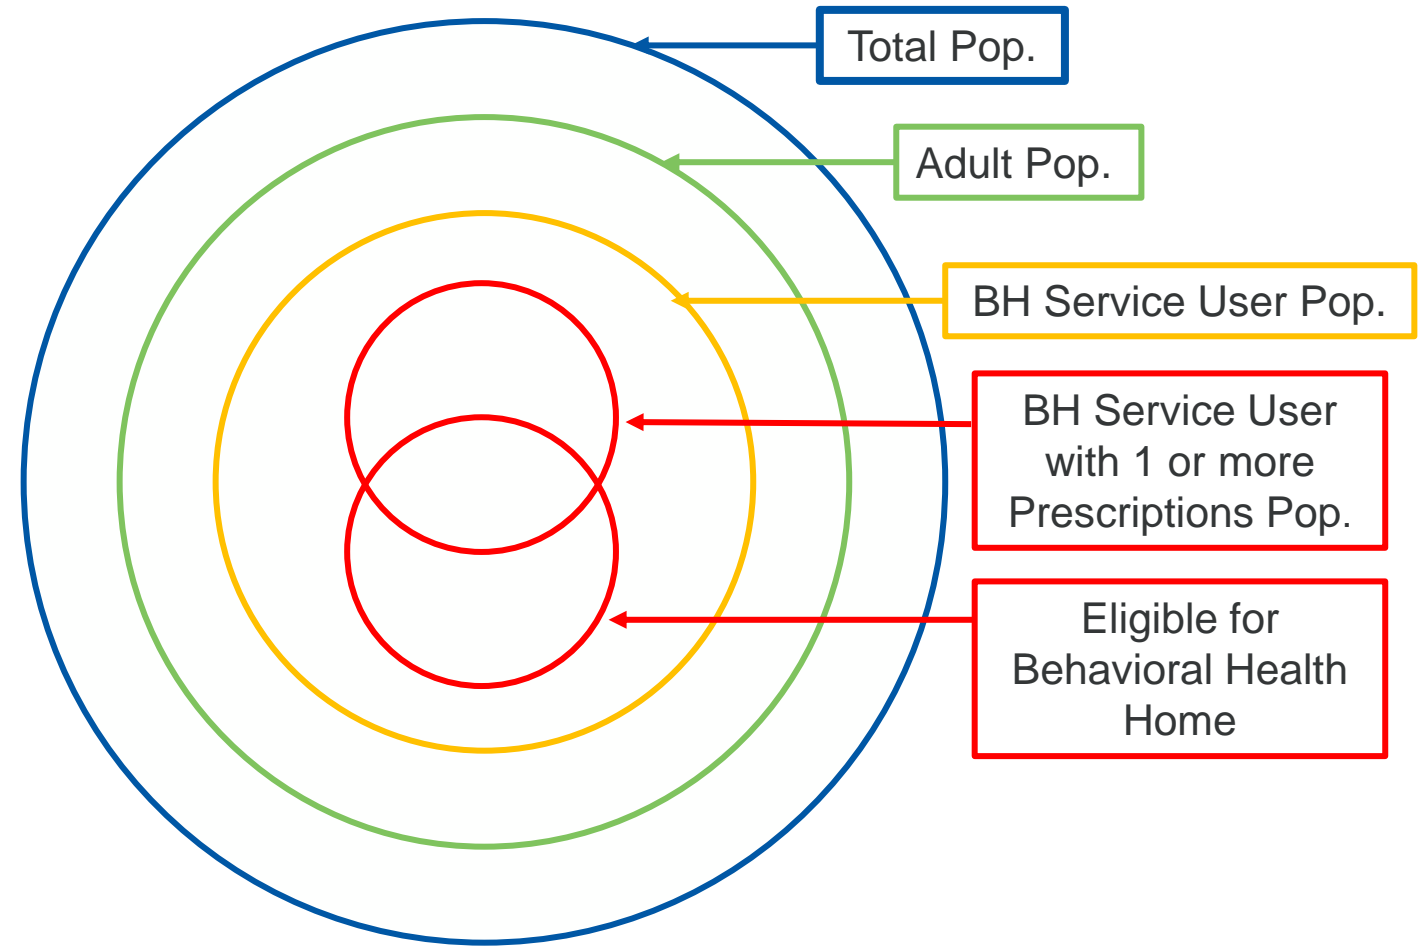 Total Pop.
Adult Pop.
BH Service User Pop.
BH Service User
with 1 or more
Prescriptions Pop.
Eligible for
Behavioral Health
Home